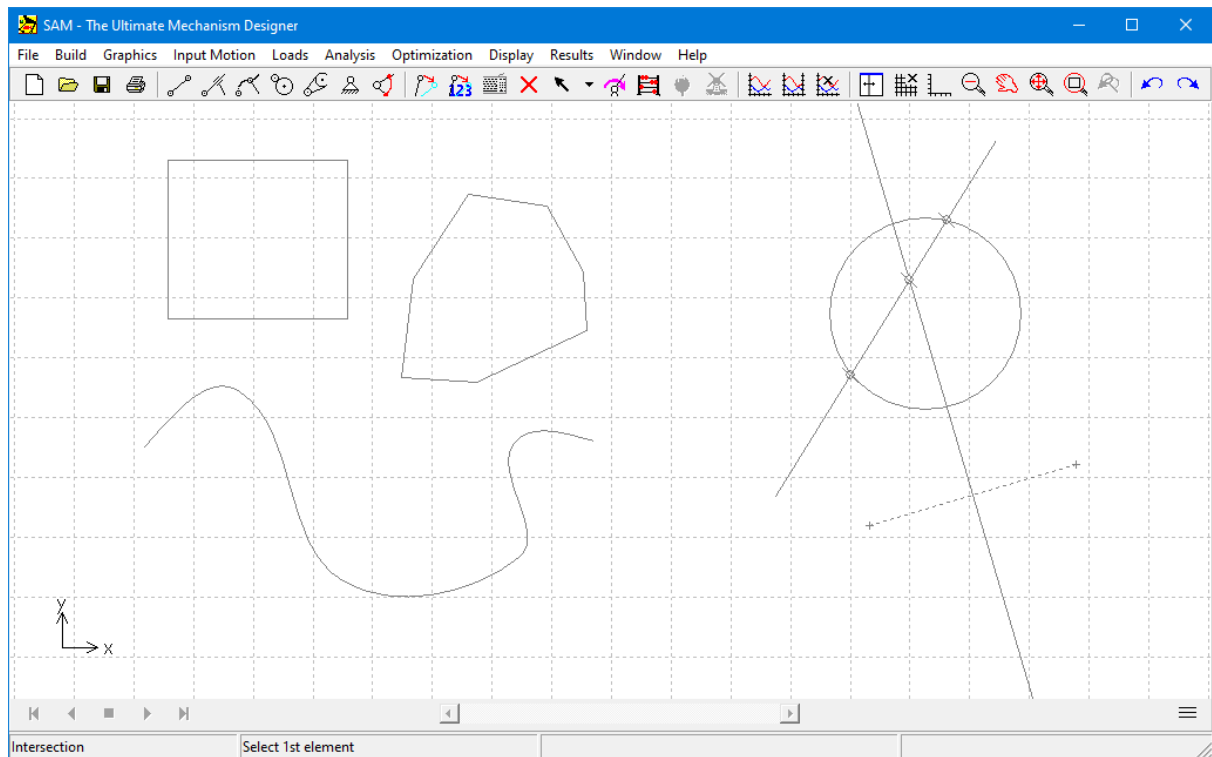 SAM - The Ultimate Mechanism Designer
File Build Graphics Input Motion Loads Analysis Optimization Display Results Window Help
123
y
x
Intersection Select 1st element